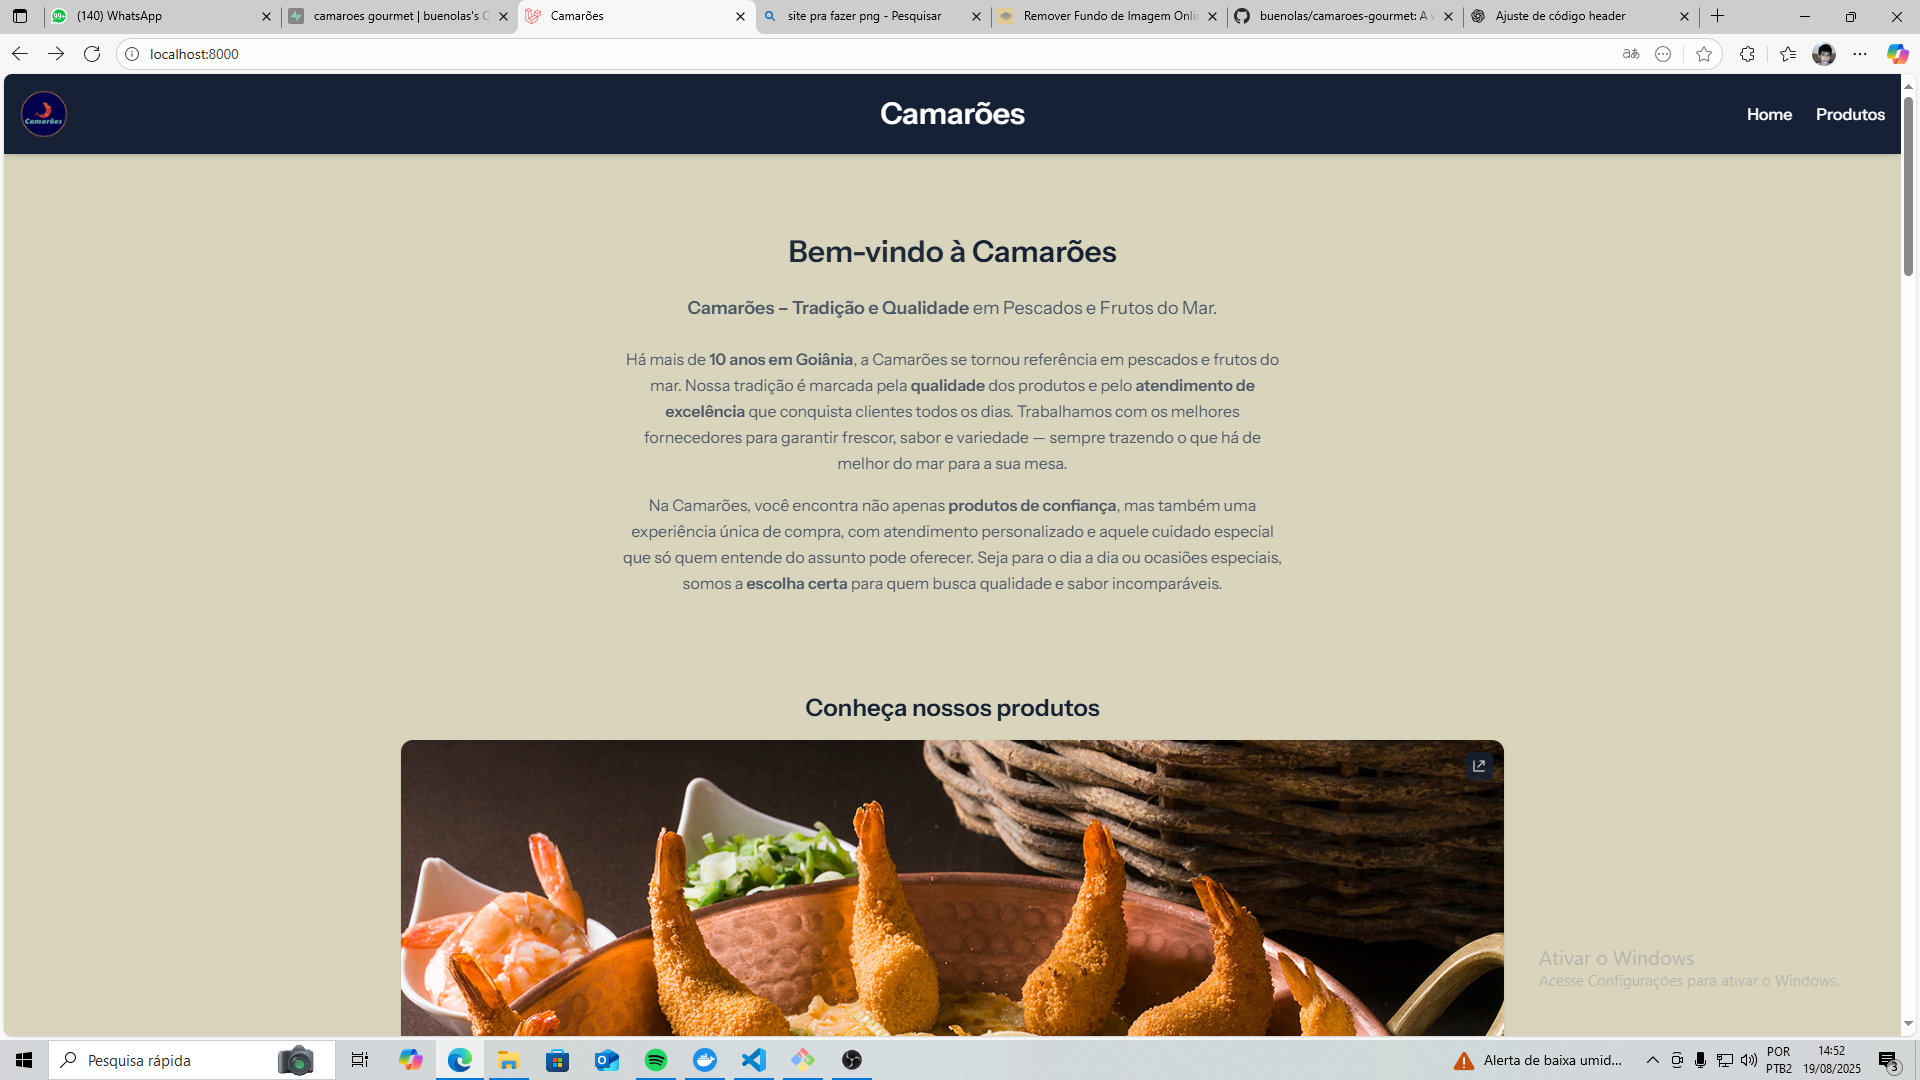 (140) WhatsApp
camaroes gourmet | buenolas's C
Camarões
site pra fazer png - Pesquisar
Remover Fundo de Imagem Onli
buenolas/camaroes-gourmet: A v
Ajuste de código header
localhost:8000
Camarões
Camarões
Home
Produtos
Bem-vindo à Camarões
Camarões – Tradição e Qualidade em Pescados e Frutos do Mar.
Há mais de 10 anos em Goiânia, a Camarões se tornou referência em pescados e frutos do
mar. Nossa tradição é marcada pela qualidade dos produtos e pelo atendimento de
excelência que conquista clientes todos os dias. Trabalhamos com os melhores
fornecedores para garantir frescor, sabor e variedade — sempre trazendo o que há de
melhor do mar para a sua mesa.
Na Camarões, você encontra não apenas produtos de confiança, mas também uma
experiência única de compra, com atendimento personalizado e aquele cuidado especial
que só quem entende do assunto pode oferecer. Seja para o dia a dia ou ocasiões especiais,
somos a escolha certa para quem busca qualidade e sabor incomparáveis.
Conheça nossos produtos
Ativar o Windows
Acesse Configurações para ativar o Windows.
Pesquisa rápida
Alerta de baixa umid...
POR
PTB2
14:52
19/08/2025
3